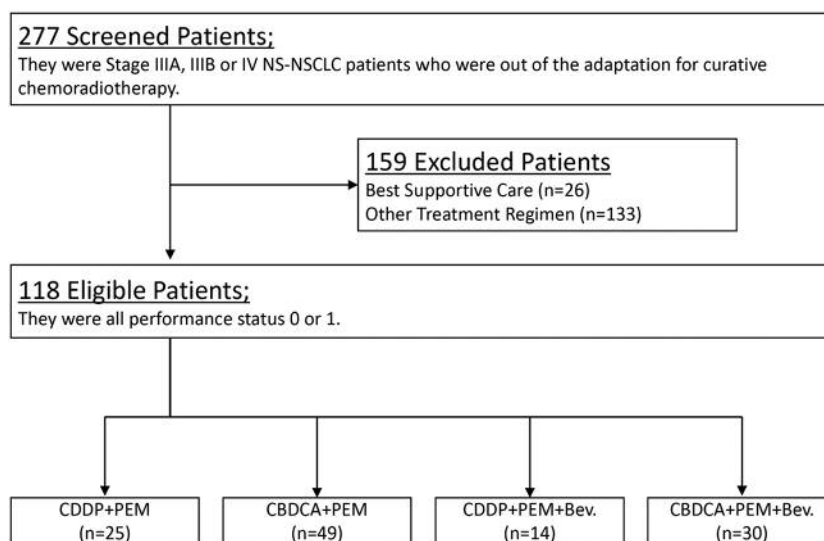 277 Screened Patients;
They were Stage IIIA, IIIB or IV NS-NSCLC patients who were out of the adaptation for curative
chemoradiotherapy.
159 Excluded Patients
Best Supportive Care (n=26)
Other Treatment Regimen (n=133)
118 Eligible Patients;
They were all performance status 0 or 1.
CDDP+PEM
(n=25)
CBDCA+PEM
(n=49)
CDDP+PEM+Bev.
(n=14)
CBDCA+PEM+Bev.
(n=30)